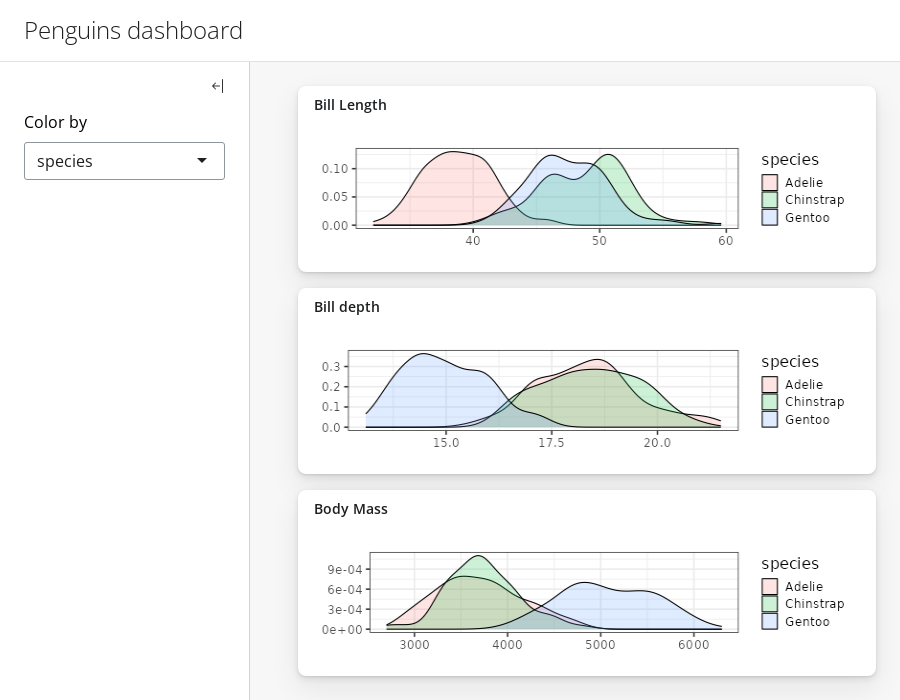 Penguins dashboard
Color by
species
Bill Length
0.10
0.05
0.00
40 50 60
species
Adelie
Chinstrap
Gentoo
Bill depth
0.3
0.2
0.1
0.0
15.0 17.5 20.0
species
Adelie
Chinstrap
Gentoo
Body Mass
9e-04
6e-04
3e-04
0e+00
3000 4000 5000 6000
species
Adelie
Chinstrap
Gentoo